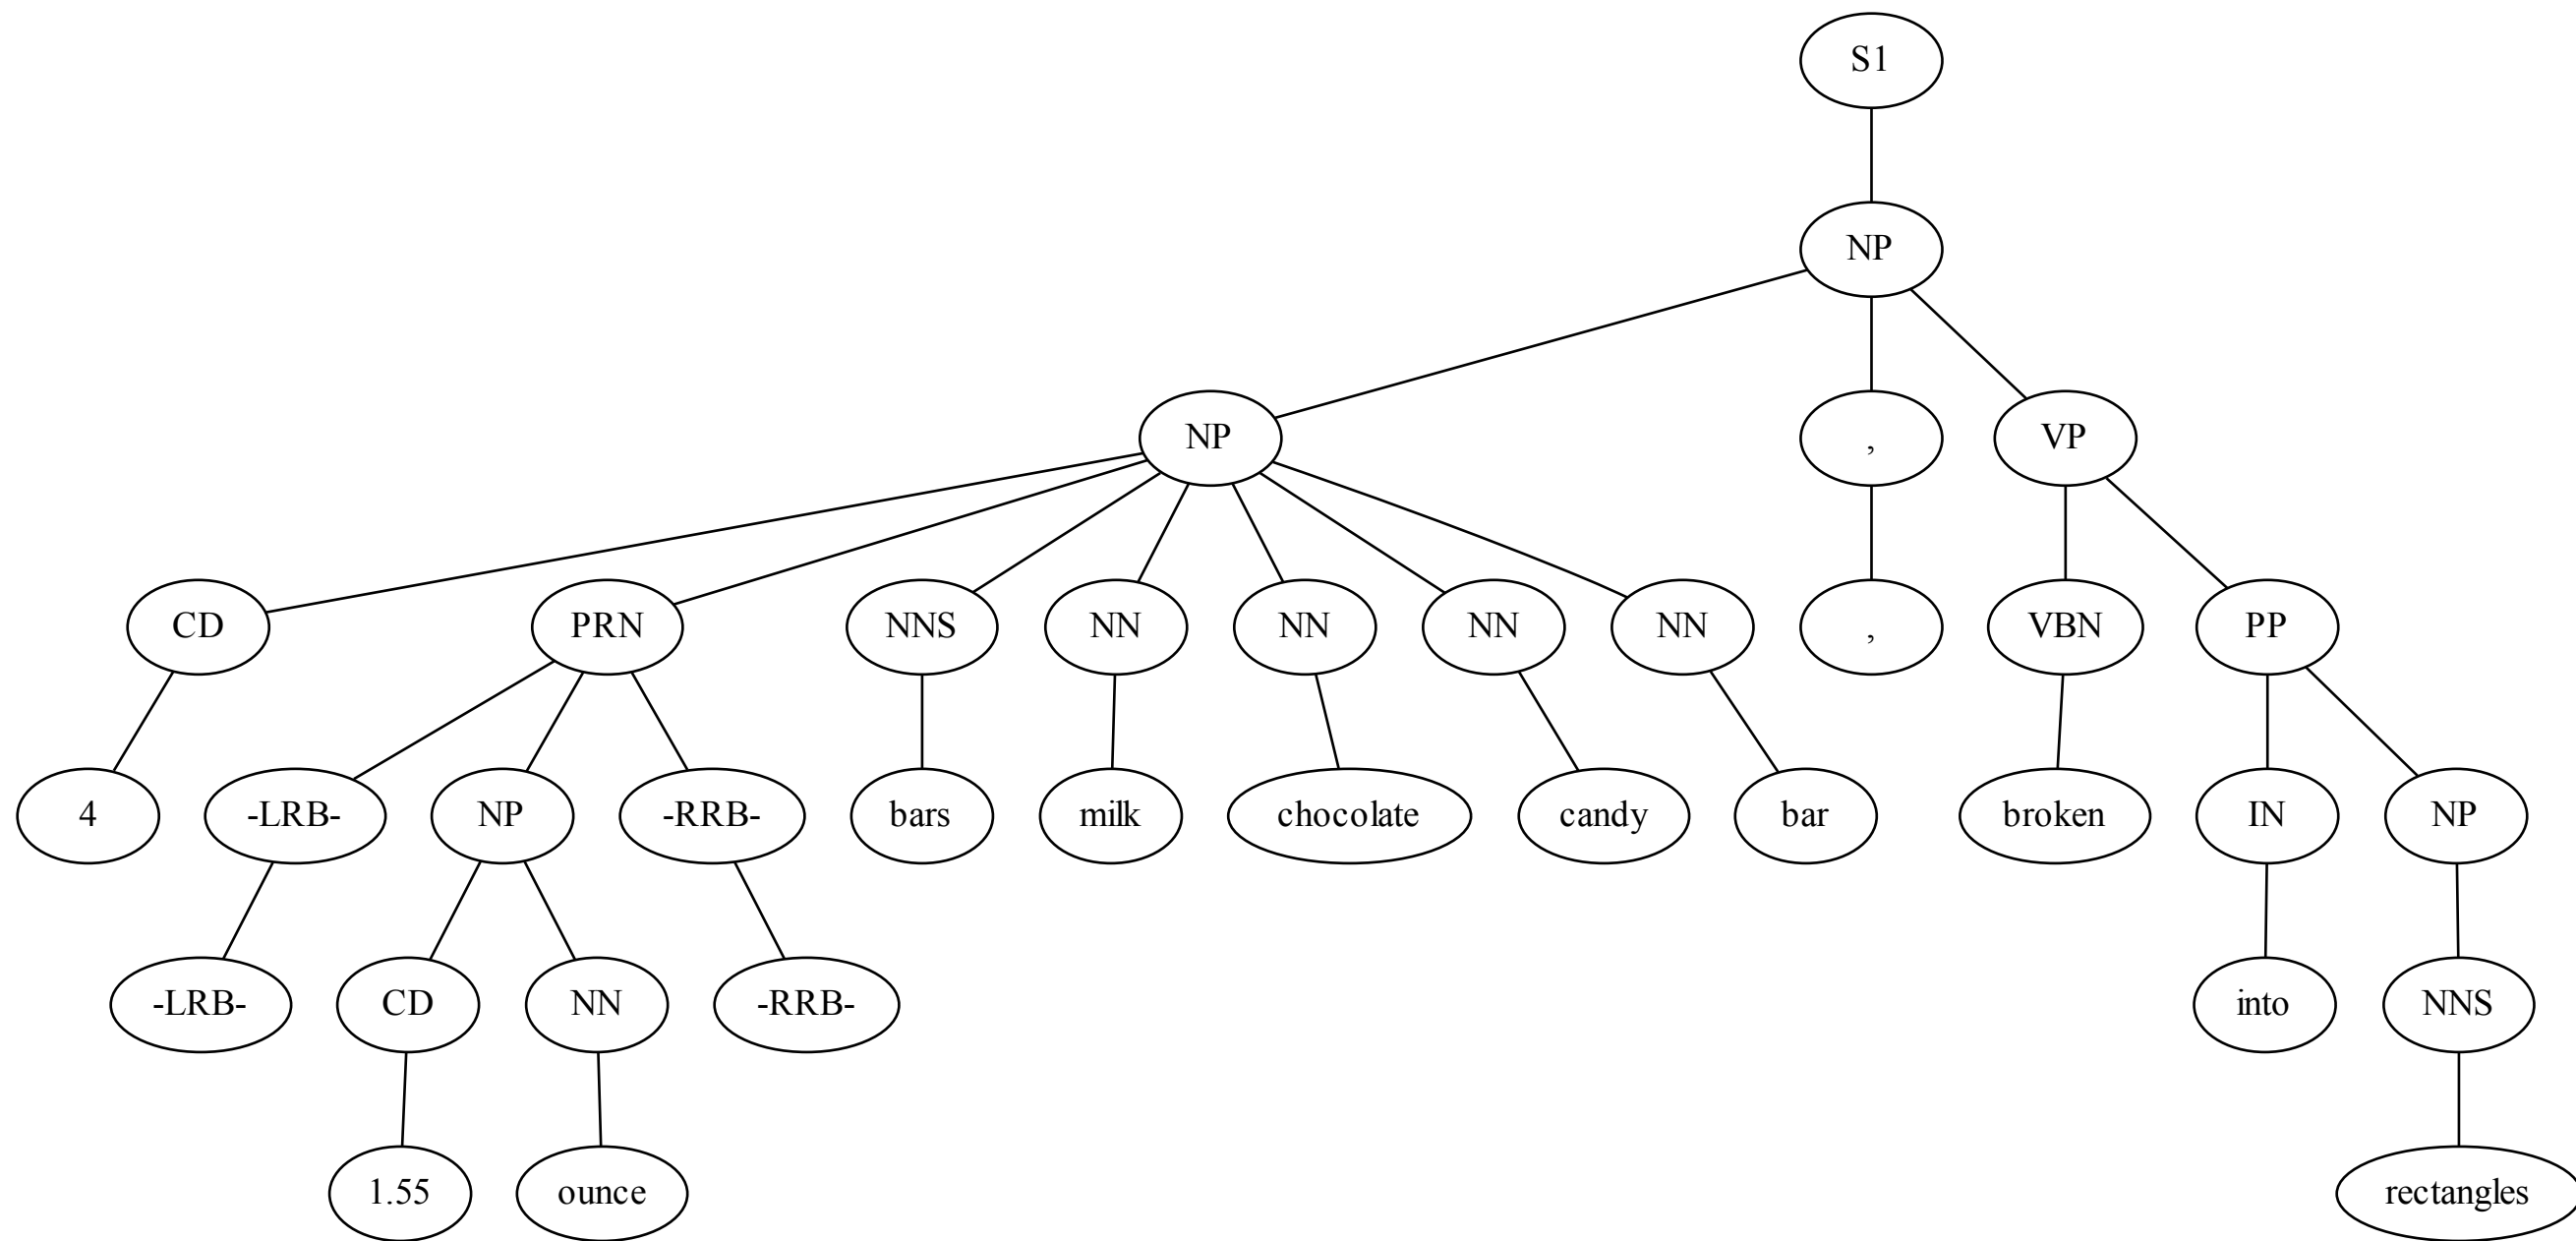 S1
NP
NP , VP
CD PRN NNS NN NN NN NN , VBN PP
4 -LRB- NP -RRB- bars milk chocolate candy bar broken IN NP
-LRB- CD NN -RRB- into NNS
1.55 ounce rectangles